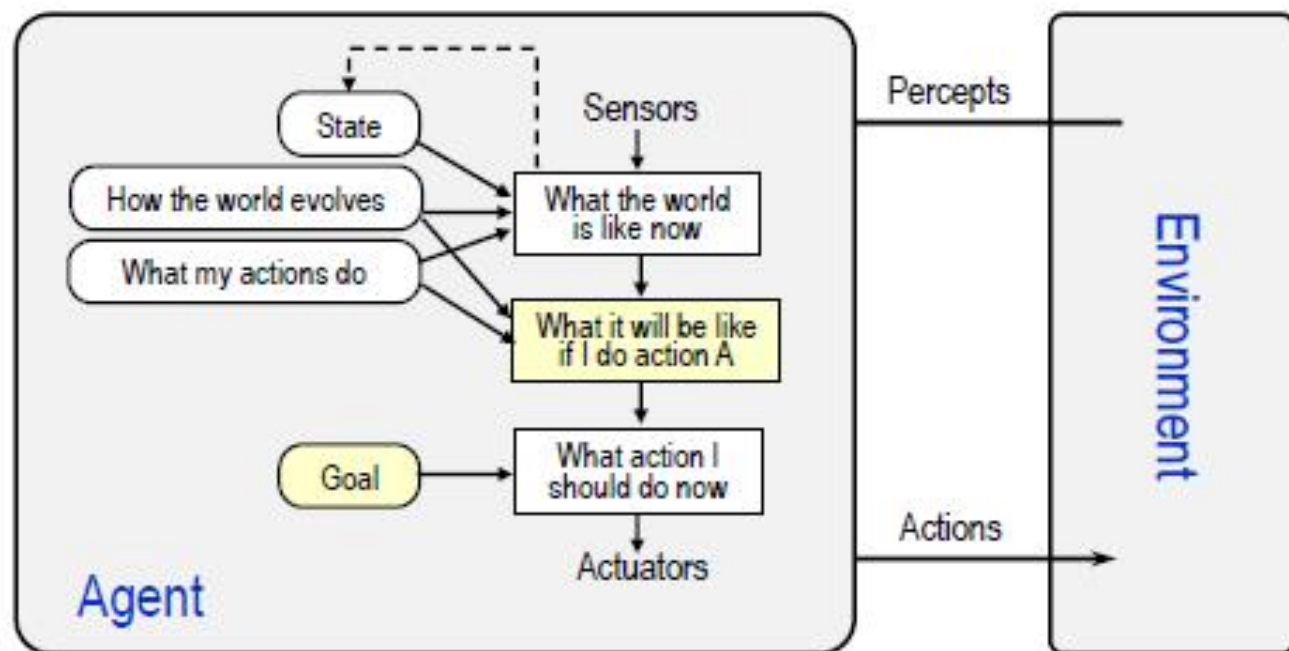 Percepts
Sensors
State
How the world evolves
What the world
is like now
What my actions do
What it will be like
if I do action A
Goal
What action I
should do now
Actions
Actuators
Agent
Environment